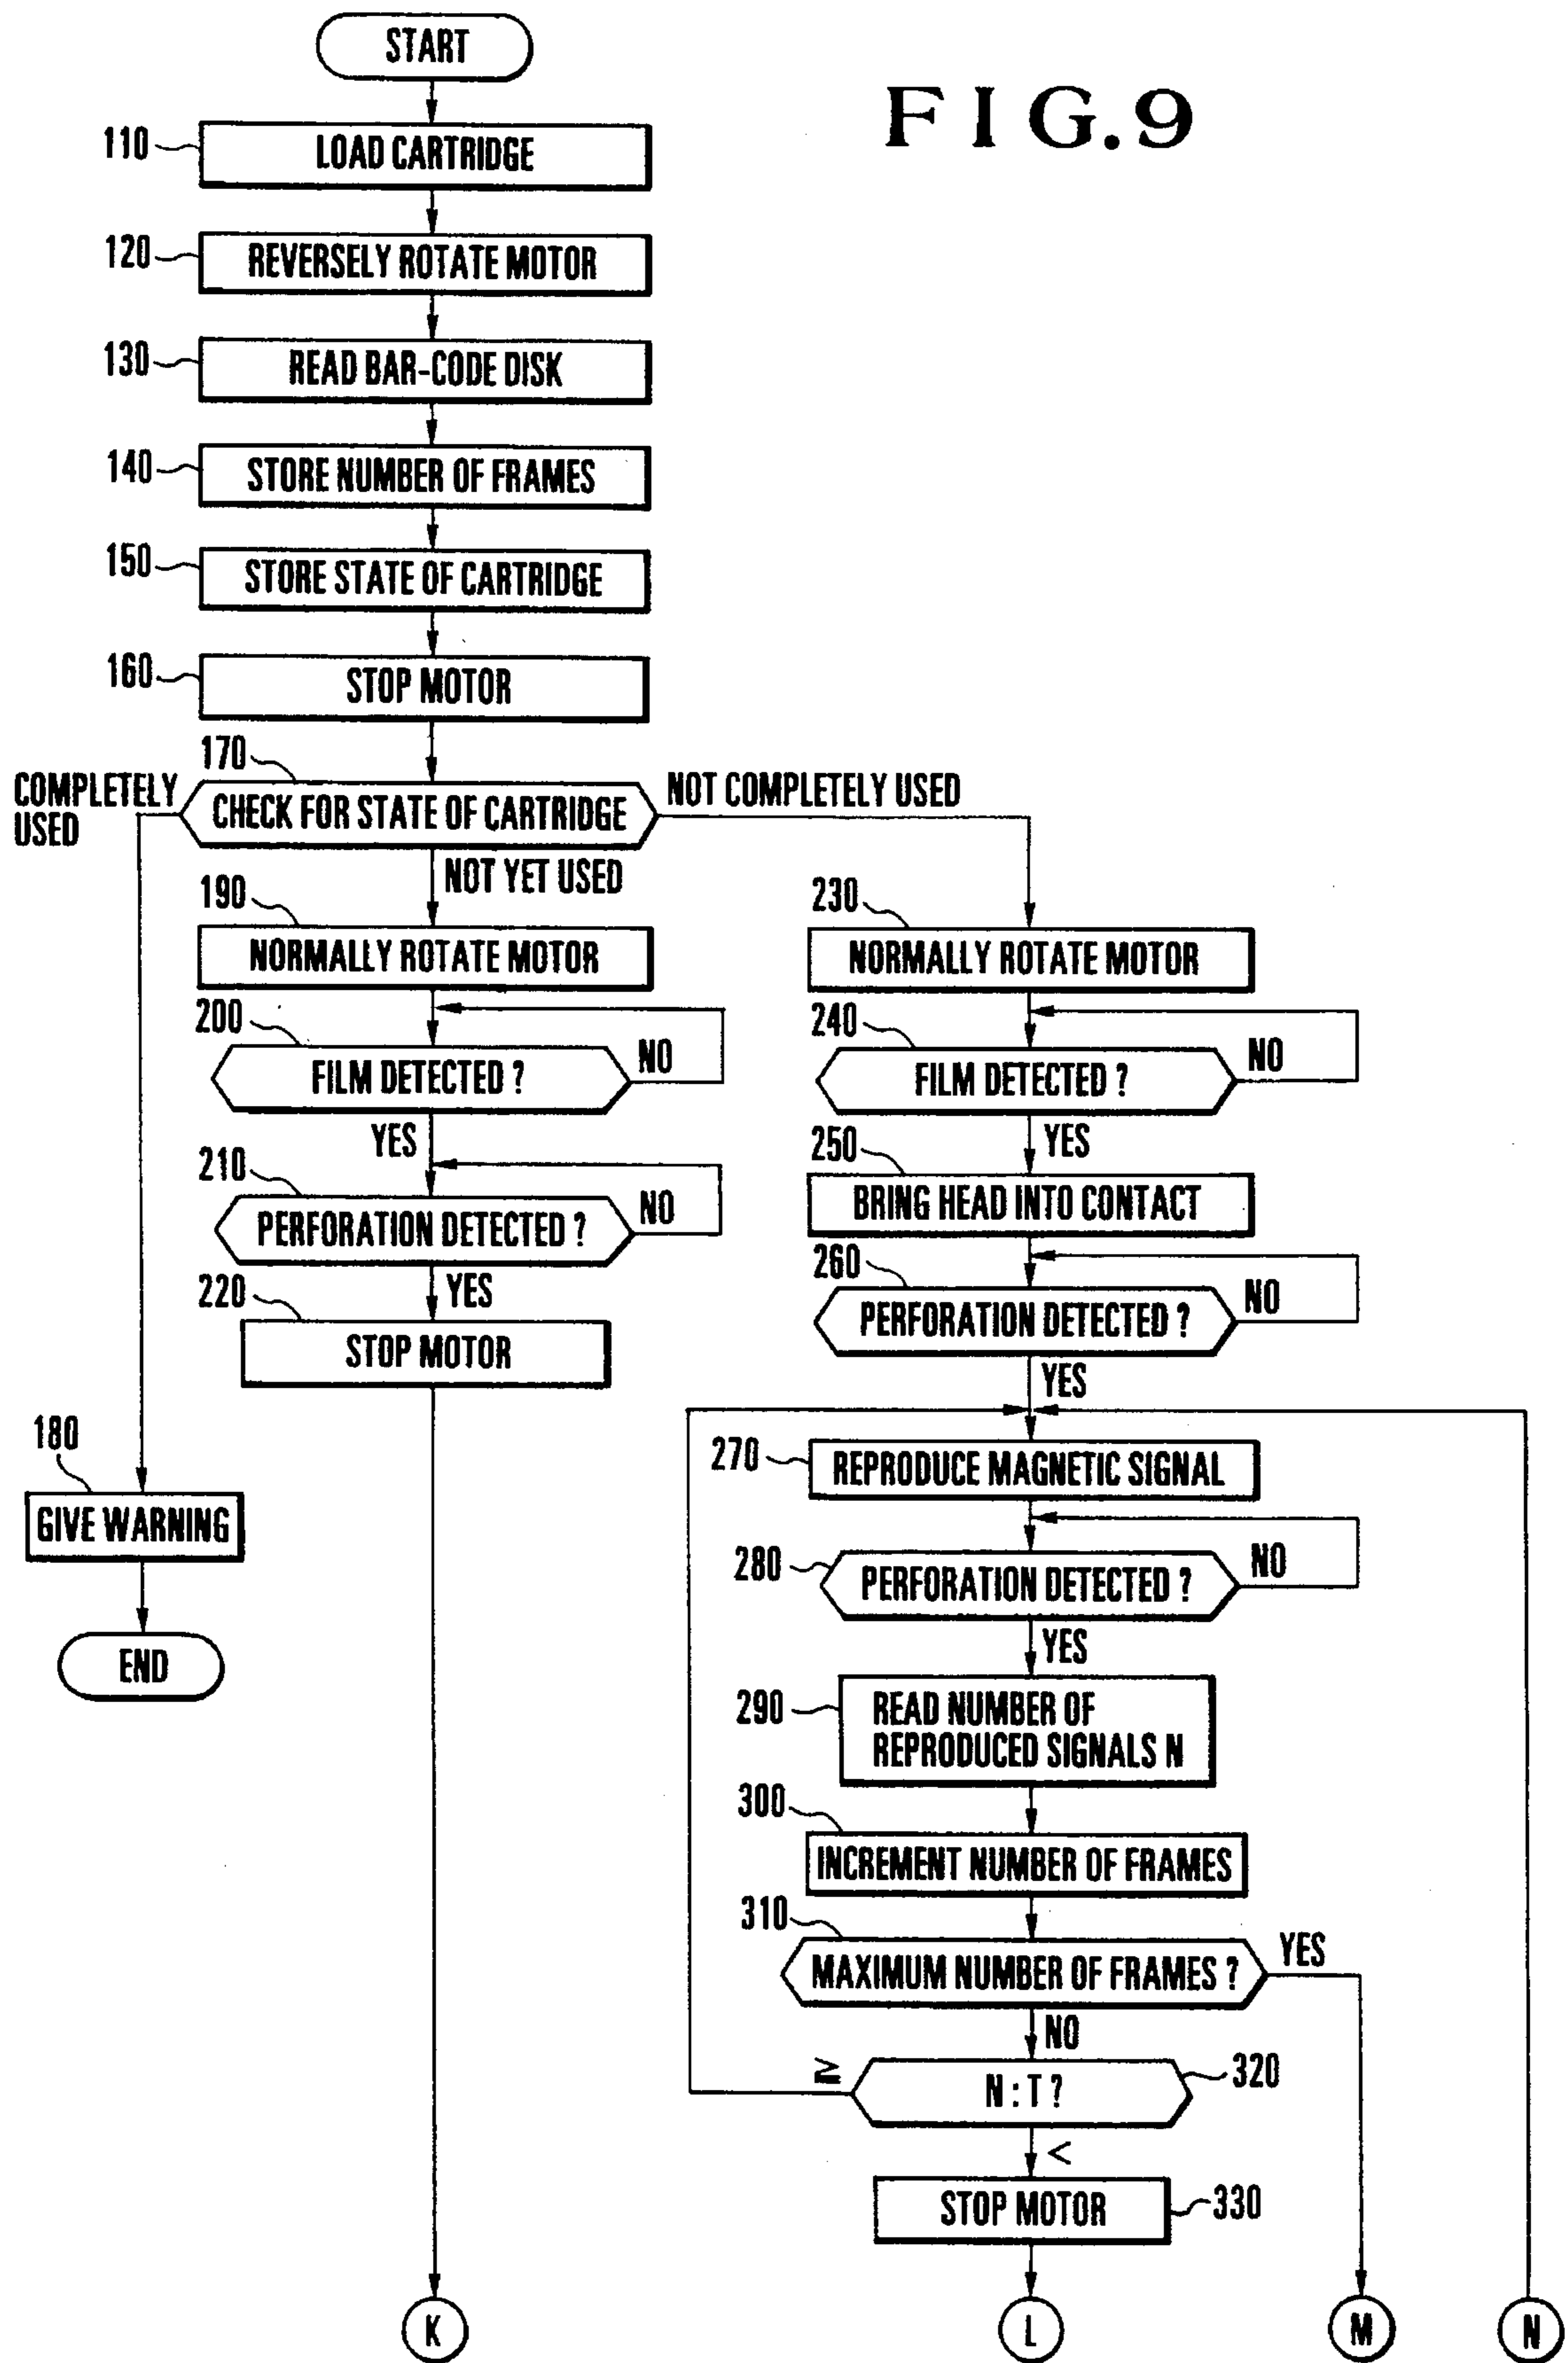 START
FIG.9
110
LOAD CARTRIDGE
120
REVERSELY ROTATE MOTOR
130
READ BAR-CODE DISK
140
STORE NUMBER OF FRAMES
150
STORE STATE OF CARTRIDGE
160
STOP MOTOR
170
COMPLETELY
USED
CHECK FOR STATE OF CARTRIDGE
NOT COMPLETELY USED
NOT YET USED
190
NORMALLY ROTATE MOTOR
200
FILM DETECTED ?
NO
YES
210
PERFORATION DETECTED ?
NO
YES
220
STOP MOTOR
180
GIVE WARNING
END
230
NORMALLY ROTATE MOTOR
240
FILM DETECTED ?
NO
YES
250
BRING HEAD INTO CONTACT
260
PERFORATION DETECTED ?
NO
YES
270
REPRODUCE MAGNETIC SIGNAL
280
PERFORATION DETECTED ?
NO
YES
290
READ NUMBER OF
REPRODUCED SIGNALS N
300
INCREMENT NUMBER OF FRAMES
310
MAXIMUM NUMBER OF FRAMES ?
YES
NO
≧
N : T ?
320
<
STOP MOTOR
330
K
L
M
N